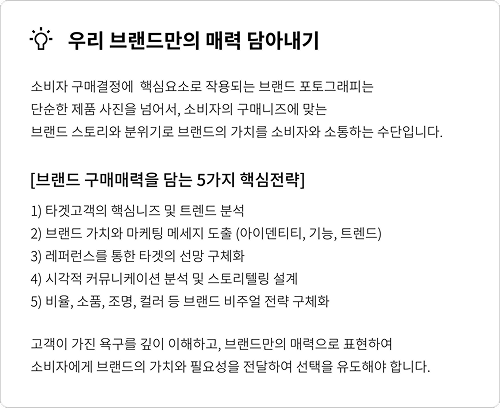 우리 브랜드만의 매력 담아내기
소비자 구매결정에 핵심요소로 작용되는 브랜드 포토그래피는
단순한 제품 사진을 넘어서, 소비자의 구매니즈에 맞는
브랜드 스토리와 분위기로 브랜드의 가치를 소비자와 소통하는 수단입니다.
[브랜드 구매매력을 담는 5가지 핵심전략]
1) 타겟고객의 핵심니즈 및 트렌드 분석
2) 브랜드 가치와 마케팅 메세지 도출 (아이덴티티, 기능, 트렌드)
3) 레퍼런스를 통한 타겟의 선망 구체화
4) 시각적 커뮤니케이션 분석 및 스토리텔링 설계
5) 비율, 소품, 조명, 컬러 등 브랜드 비주얼 전략 구체화
고객이 가진 욕구를 깊이 이해하고, 브랜드만의 매력으로 표현하여
소비자에게 브랜드의 가치와 필요성을 전달하여 선택을 유도해야 합니다.